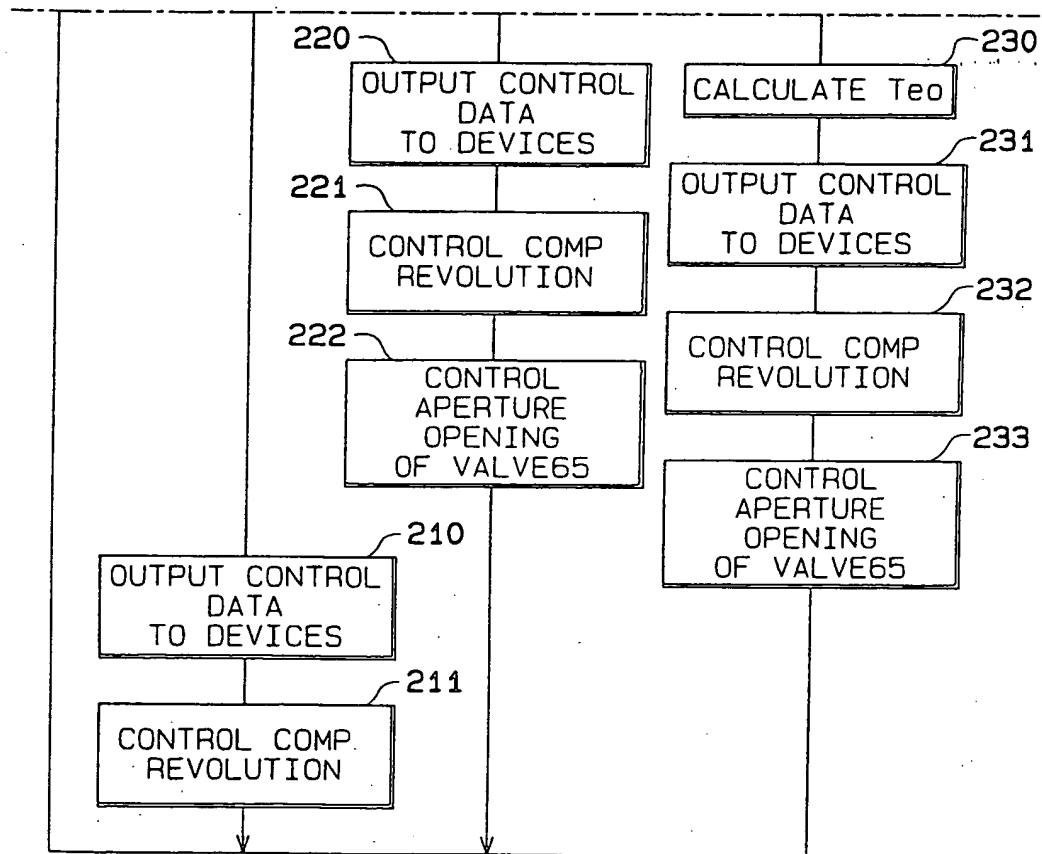 220
OUTPUT CONTROL
DATA
TO DEVICES
221
CONTROL COMP
REVOLUTION
222
CONTROL
APERTURE
OPENING
OF VALVE65
230
CALCULATE Teo
231
OUTPUT CONTROL
DATA
TO DEVICES
232
CONTROL COMP
REVOLUTION
233
CONTROL
APERTURE
OPENING
OF VALVE65
210
OUTPUT CONTROL
DATA
TO DEVICES
211
CONTROL COMP.
REVOLUTION